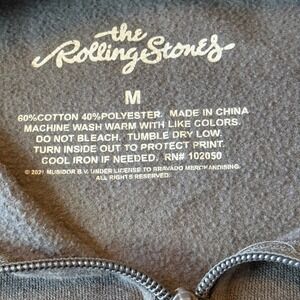 the
Rolling Stones
M
60%COTTON 40%POLYESTER. MADE IN CHINA
MACHINE WASH WARM WITH LIKE COLORS.
DO NOT BLEACH. TUMBLE DRY LOW.
TURN INSIDE OUT TO PROTECT PRINT.
COOL IRON IF NEEDED. RN# 102050
© 2021 MUSIDOR B.V. UNDER LICENSE TO BRAVADO MERCHANDISING.
ALL RIGHTS RESERVED.